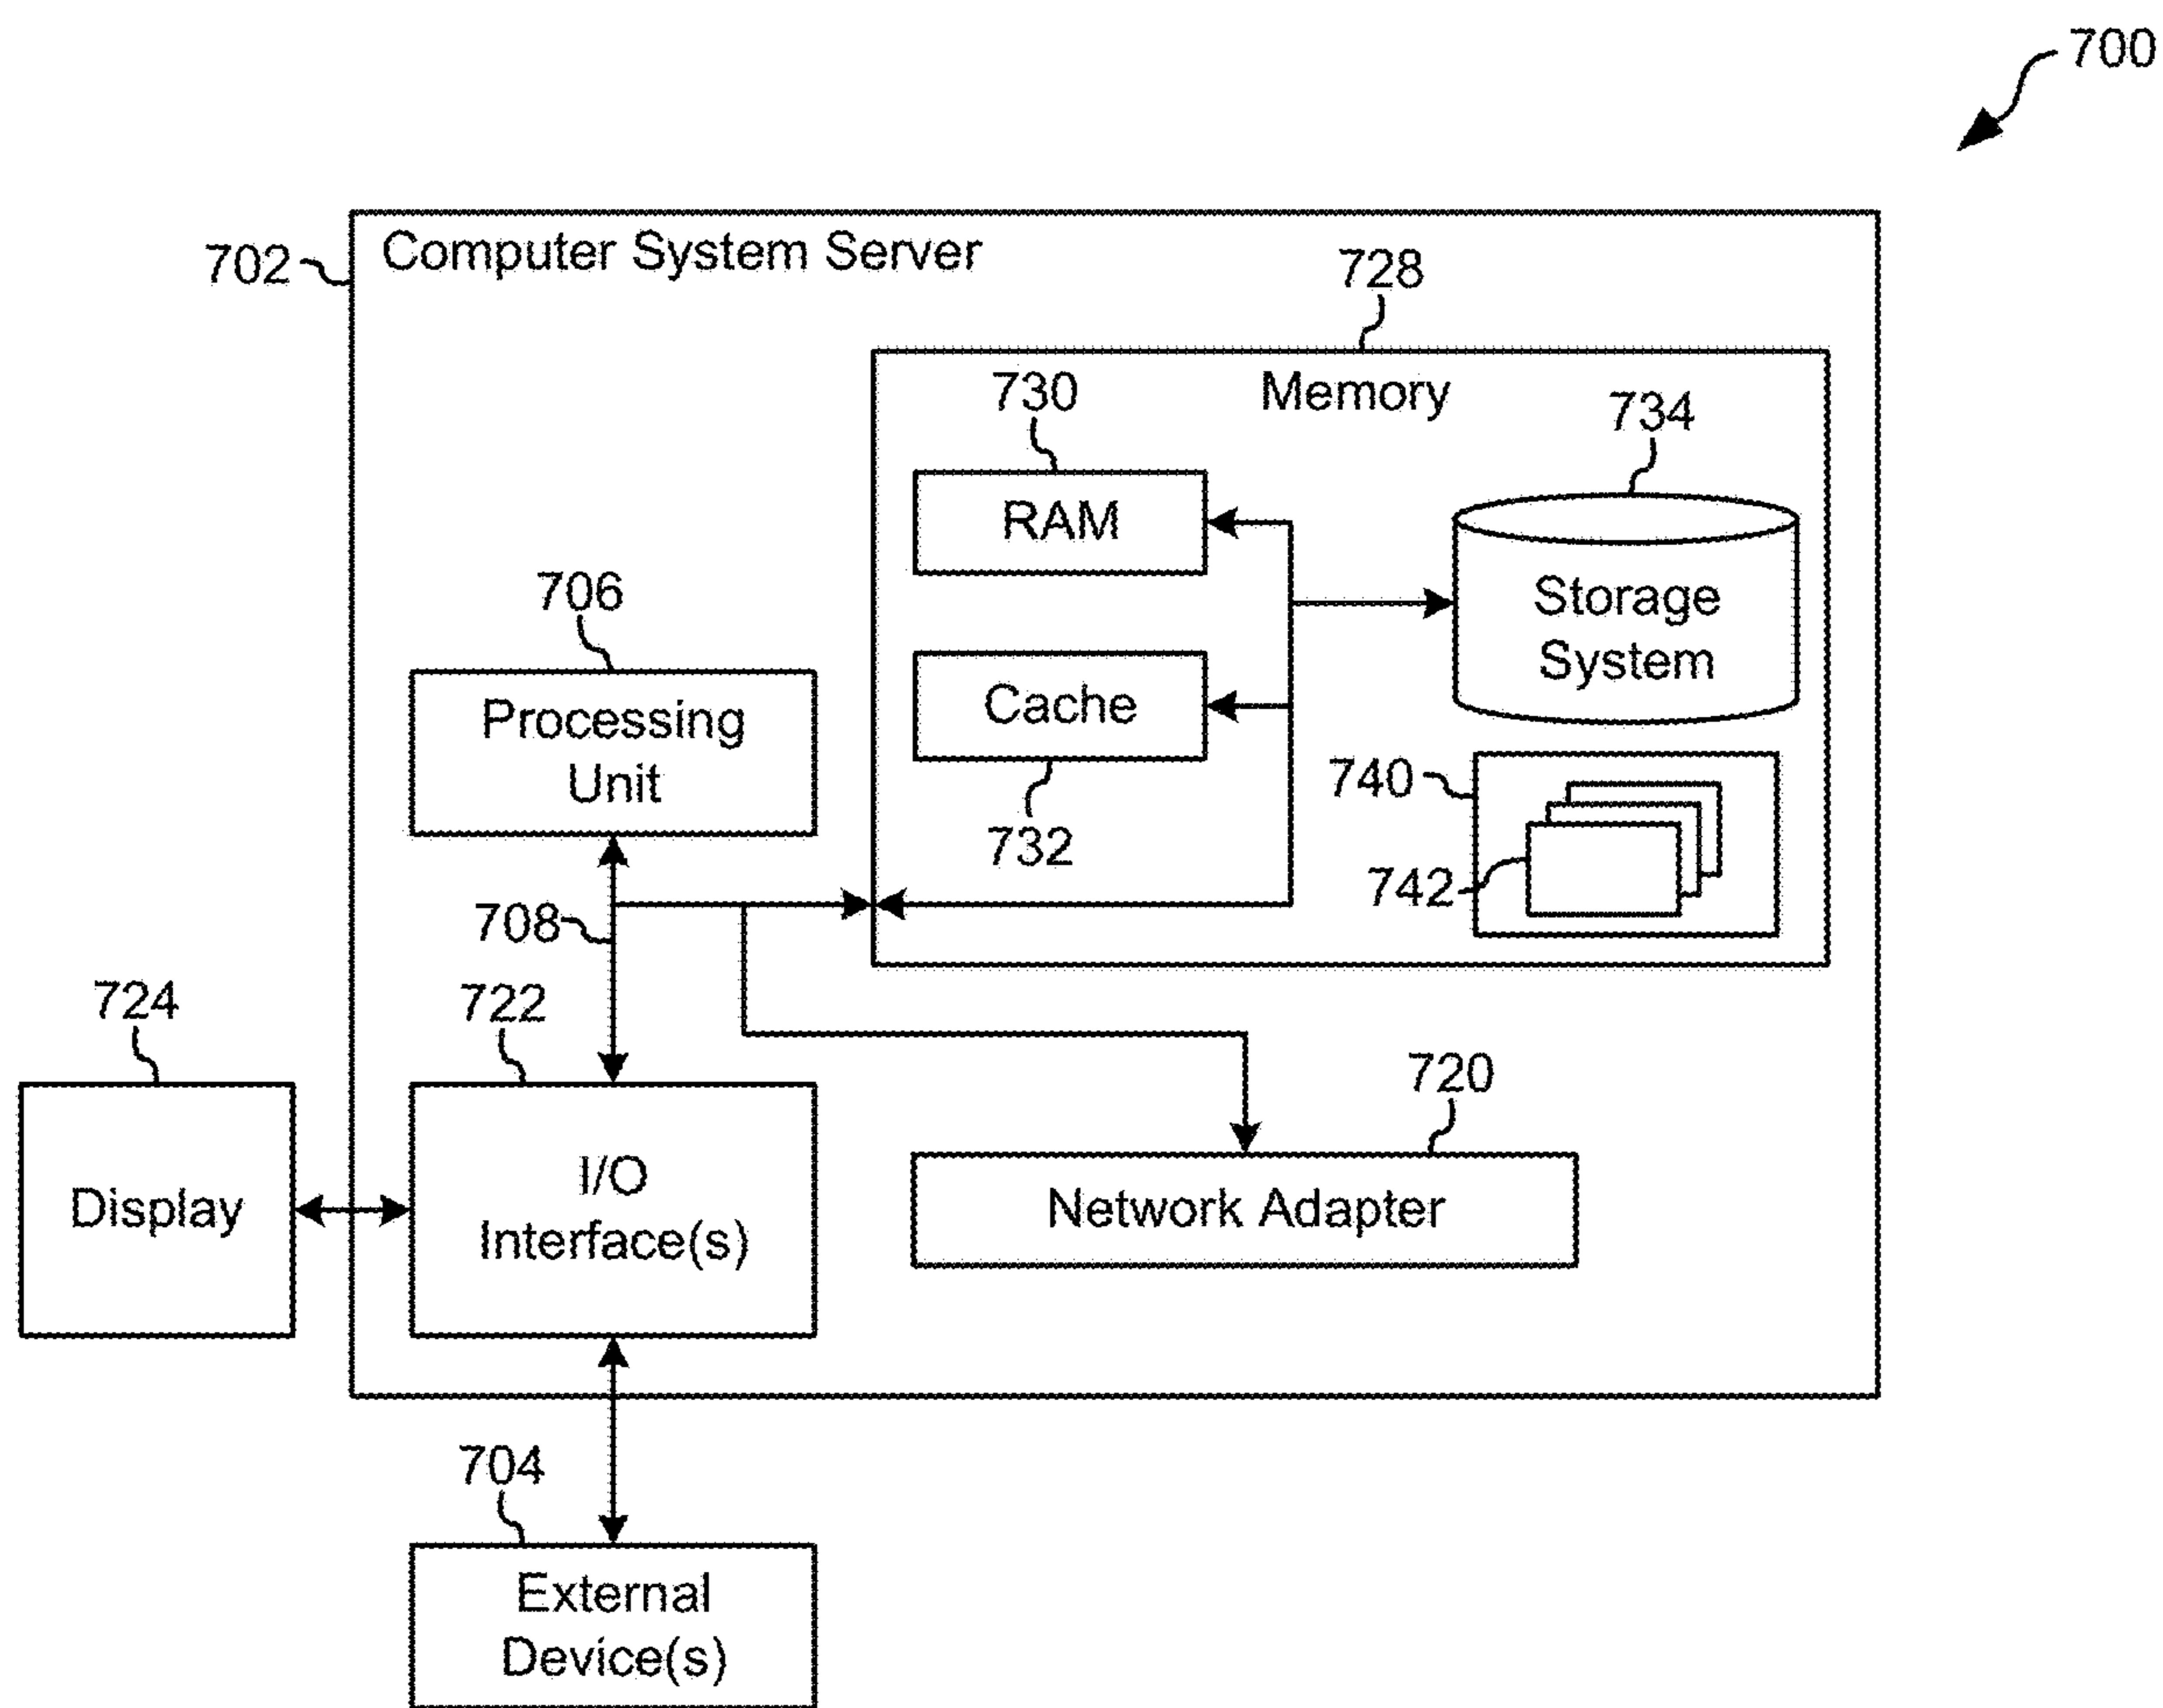 700
702
Computer System Server
728
Memory
730
734
RAM
Storage
System
706
Processing
Unit
Cache
732
740
742
708
724
722
720
Display
I/O
Interface(s)
Network Adapter
704
External
Device(s)